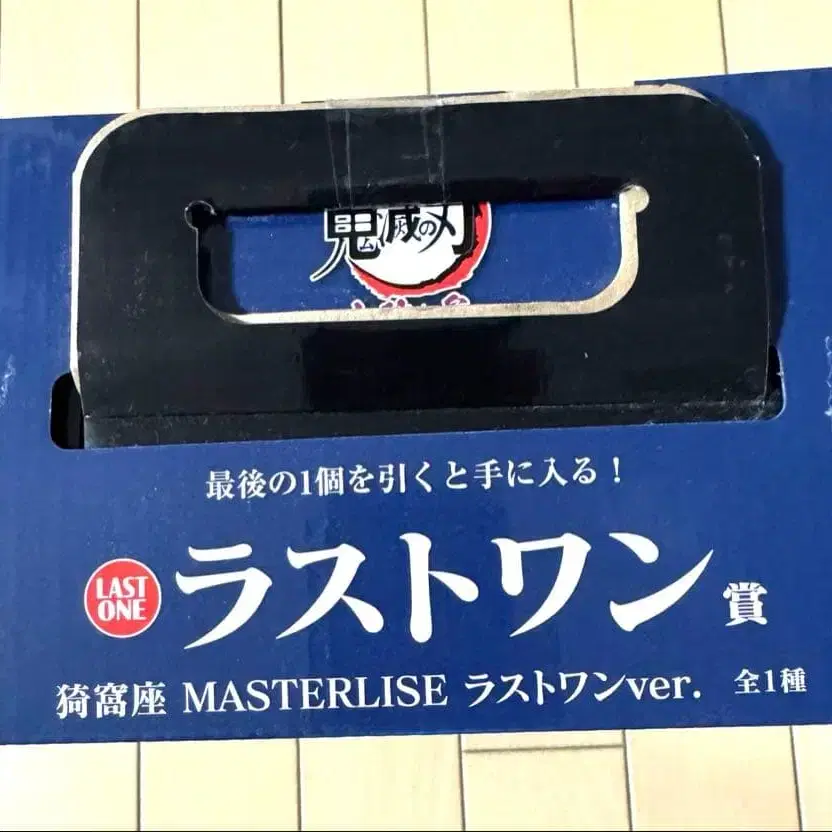 鬼滅の刃
最後の1個を引くと手に入る！
LAST
ONE
ラストワン賞
猗窩座 MASTERLISE ラストワンver. 全1種